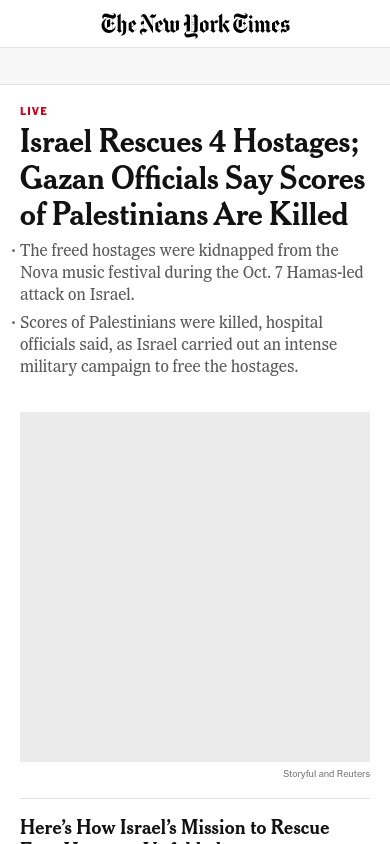 The New York Times
LIVE
Israel Rescues 4 Hostages;
Gazan Officials Say Scores
of Palestinians Are Killed
· The freed hostages were kidnapped from the
Nova music festival during the Oct. 7 Hamas-led
attack on Israel.
· Scores of Palestinians were killed, hospital
officials said, as Israel carried out an intense
military campaign to free the hostages.
Storyful and Reuters
Here’s How Israel’s Mission to Rescue